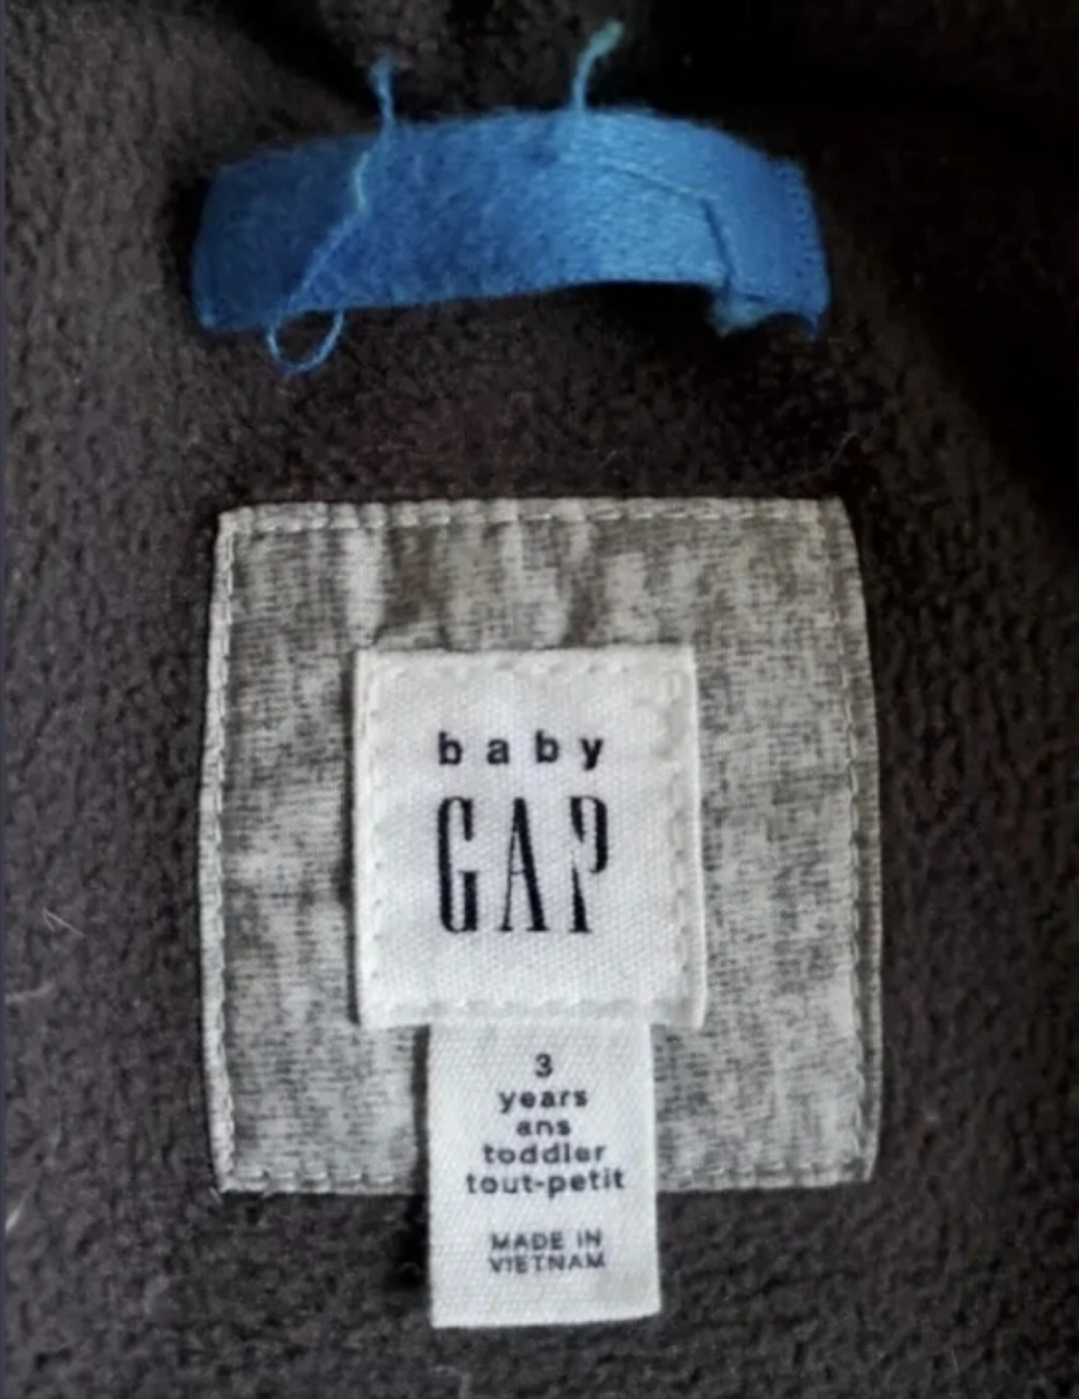 baby
GAP
3
years
ans
toddler
tout-petit
MADE IN
VIETNAM